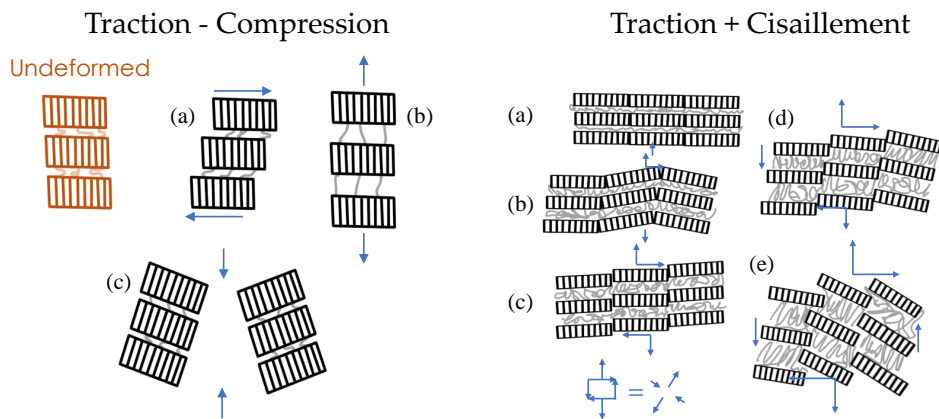 Traction - Compression
Undeformed
(a)
(b)
(c)
Traction + Cisaillement
(a)
(b)
(c)
(d)
(e)
=